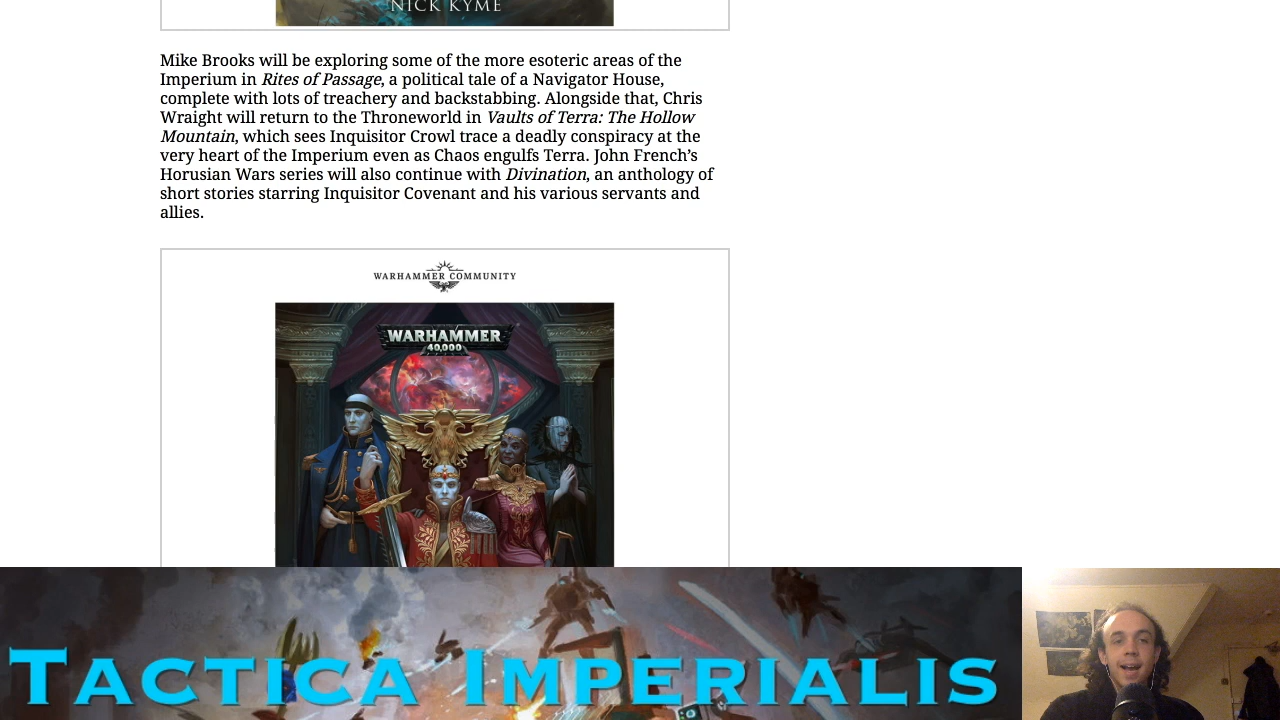 NICK KYME
Mike Brooks will be exploring some of the more esoteric areas of the
Imperium in Rites of Passage, a political tale of a Navigator House,
complete with lots of treachery and backstabbing. Alongside that, Chris
Wraight will return to the Throneworld in Vaults of Terra: The Hollow
Mountain, which sees Inquisitor Crowl trace a deadly conspiracy at the
very heart of the Imperium even as Chaos engulfs Terra. John French’s
Horusian Wars series will also continue with Divination, an anthology of
short stories starring Inquisitor Covenant and his various servants and
allies.
WARHAMMER COMMUNITY
WARHAMMER
40,000
TACTICA IMPERIALIS